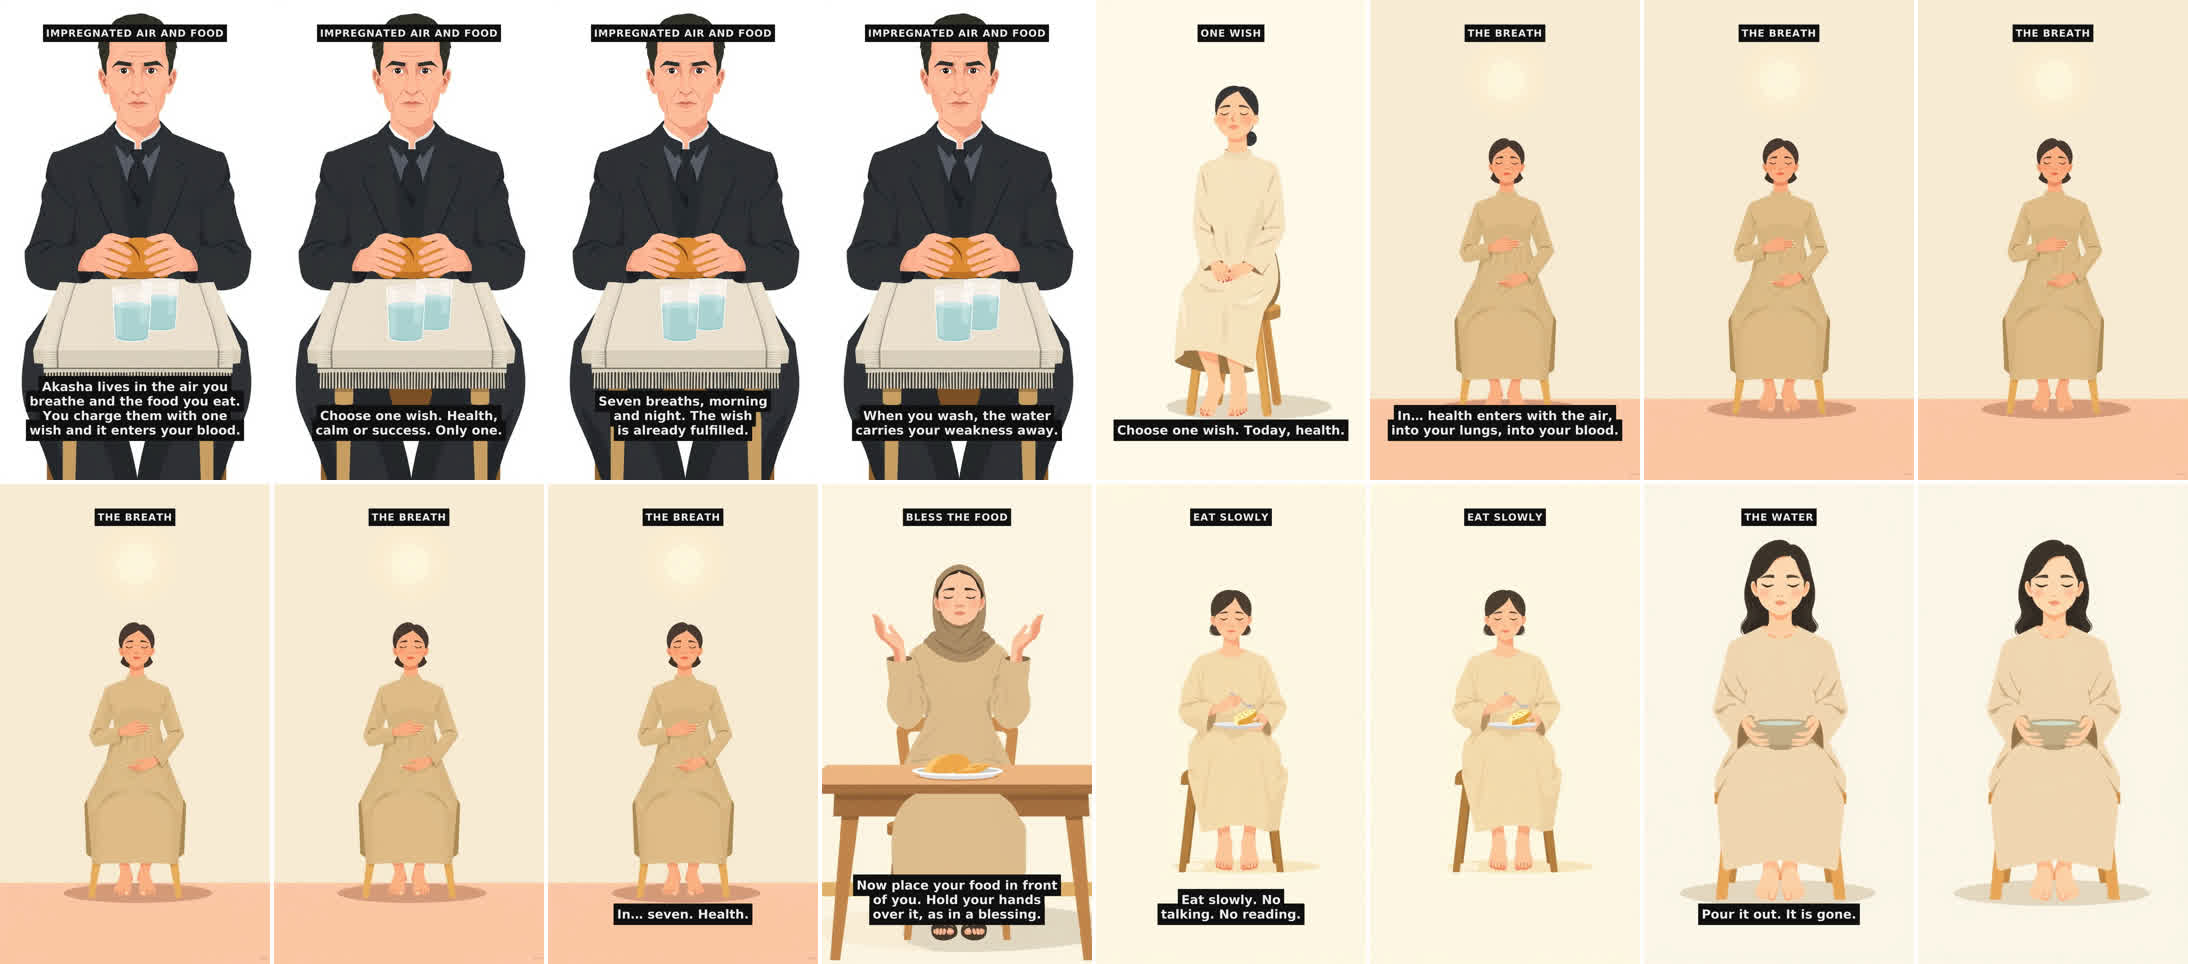 IMPREGNATED AIR AND FOOD
Akasha lives in the air you
breathe and the food you eat.
You charge them with one
wish and it enters your blood.
IMPREGNATED AIR AND FOOD
Choose one wish. Health,
calm or success. Only one.
IMPREGNATED AIR AND FOOD
Seven breaths, morning
and night. The wish
is already fulfilled.
IMPREGNATED AIR AND FOOD
When you wash, the water
carries your weakness away.
ONE WISH
Choose one wish. Today, health.
THE BREATH
In... health enters with the air,
into your lungs, into your blood.
THE BREATH
THE BREATH
THE BREATH
THE BREATH
THE BREATH
In... seven. Health.
BLESS THE FOOD
Now place your food in front
of you. Hold your hands
over it, as in a blessing.
EAT SLOWLY
Eat slowly. No
talking. No reading.
EAT SLOWLY
THE WATER
Pour it out. It is gone.